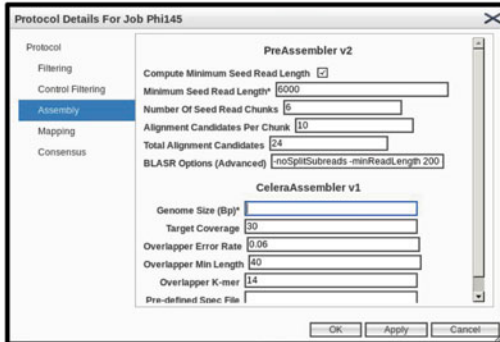 Protocol Details For Job Phi145
Protocol
Filtering
Control Filtering
Assembly
Mapping
Consensus
PreAssembler v2
Compute Minimum Seed Read Length
Minimum Seed Read Length* 6000
Number Of Seed Read Chunks 6
Alignment Candidates Per Chunk 10
Total Alignment Candidates 24
BLASR Options (Advanced) -noSplitSubreads -minReadLength 200
CeleraAssembler v1
Genome Size (Bp)*
Target Coverage 30
Overlapper Error Rate 0.06
Overlapper Min Length 40
Overlapper K-mer 14
Pre-defined Spec File
OK Apply Cancel